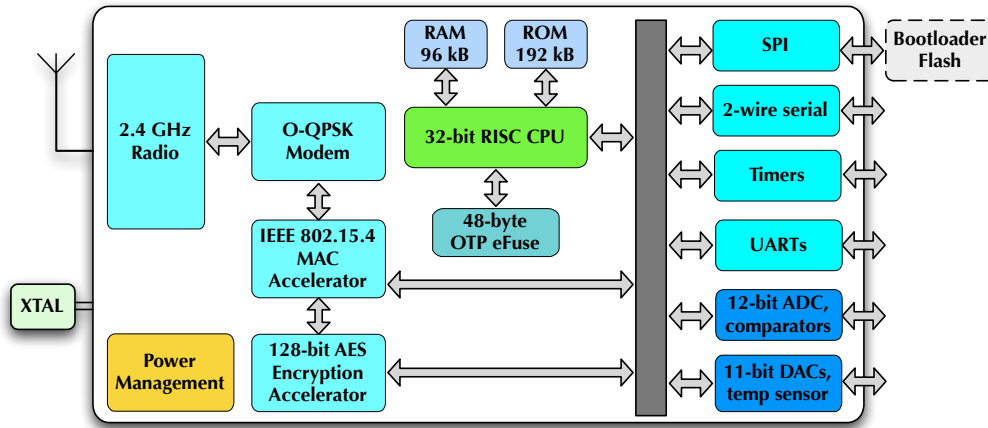 RAM
96 kB
ROM
192 kB
SPI
Bootloader
Flash
2.4 GHz
Radio
O-QPSK
Modem
32-bit RISC CPU
2-wire serial
Timers
48-byte
OTP eFuse
IEEE 802.15.4
MAC
Accelerator
UARTs
XTAL
12-bit ADC,
comparators
Power
Management
128-bit AES
Encryption
Accelerator
11-bit DACs,
temp sensor